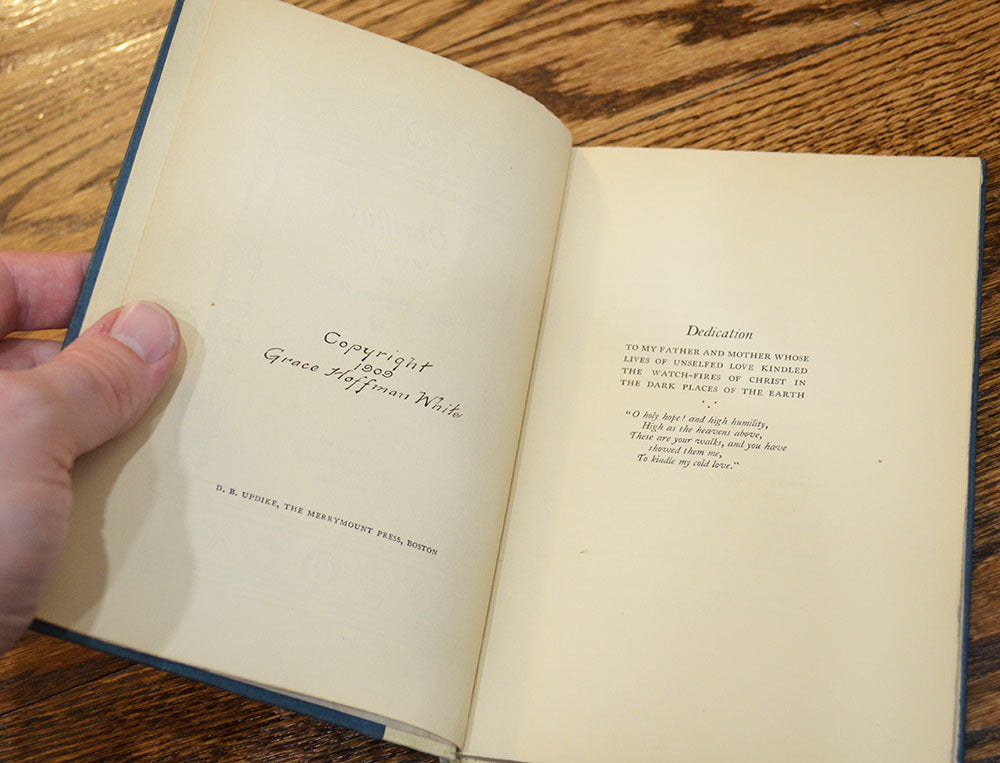 Copyright
1909
Grace Hoffman White.
D. B. UPDIKE, THE MERRYMOUNT PRESS, BOSTON
Dedication
TO MY FATHER AND MOTHER WHOSE
LIVES OF UNSELFED LOVE KINDLED
THE WATCH-FIRES OF CHRIST IN
THE DARK PLACES OF THE EARTH
"O holy hope! and high humility,
High as the heavens above,
These are your walks, and you have
showed them me,
To kindle my cold love."